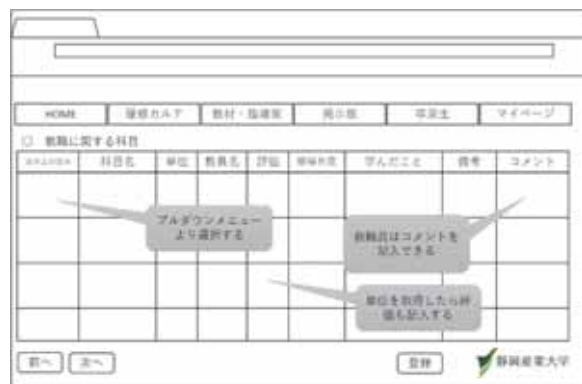 HOME 履修カルテ 教材・指導案 掲示板 卒業生 マイページ
教職に関する科目
科目名 単位 教員名 評価 履修年度 学んだこと 備考 コメント
プルダウンメニュー
より選択する
教職員はコメントを
記入できる
単位を取得したら評
価も記入する
前へ 次へ 登録 静岡産業大学